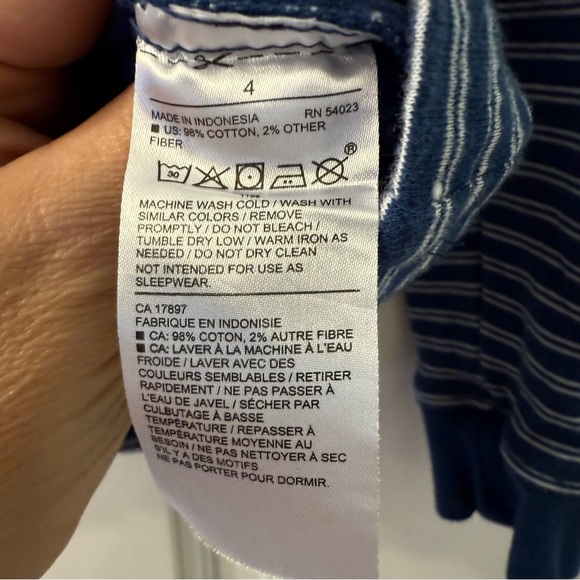 4
MADE IN INDONESIA RN 54023
■ US: 98% COTTON, 2% OTHER
FIBER
30
®
MACHINE WASH COLD / WASH WITH
SIMILAR COLORS / REMOVE
PROMPTLY / DO NOT BLEACH /
TUMBLE DRY LOW / WARM IRON AS
NEEDED / DO NOT DRY CLEAN
NOT INTENDED FOR USE AS
SLEEPWEAR.
CA 17897
FABRIQUE EN INDONISIE
■ CA: 98% COTON, 2% AUTRE FIBRE
■ CA: LAVER À LA MACHINE À L'EAU
FROIDE / LAVER AVEC DES
COULEURS SEMBLABLES / RETIRER
RAPIDEMENT / NE PAS PASSER À
L'EAU DE JAVEL / SÉCHER PAR
CULBUTAGE À BASSE
TEMPÉRATURE / REPASSER À
TEMPÉRATURE MOYENNE AU
BESOIN / NE PAS NETTOYER À SEC
S'IL Y A DES MOTIFS
NE PAS PORTER POUR DORMIR.